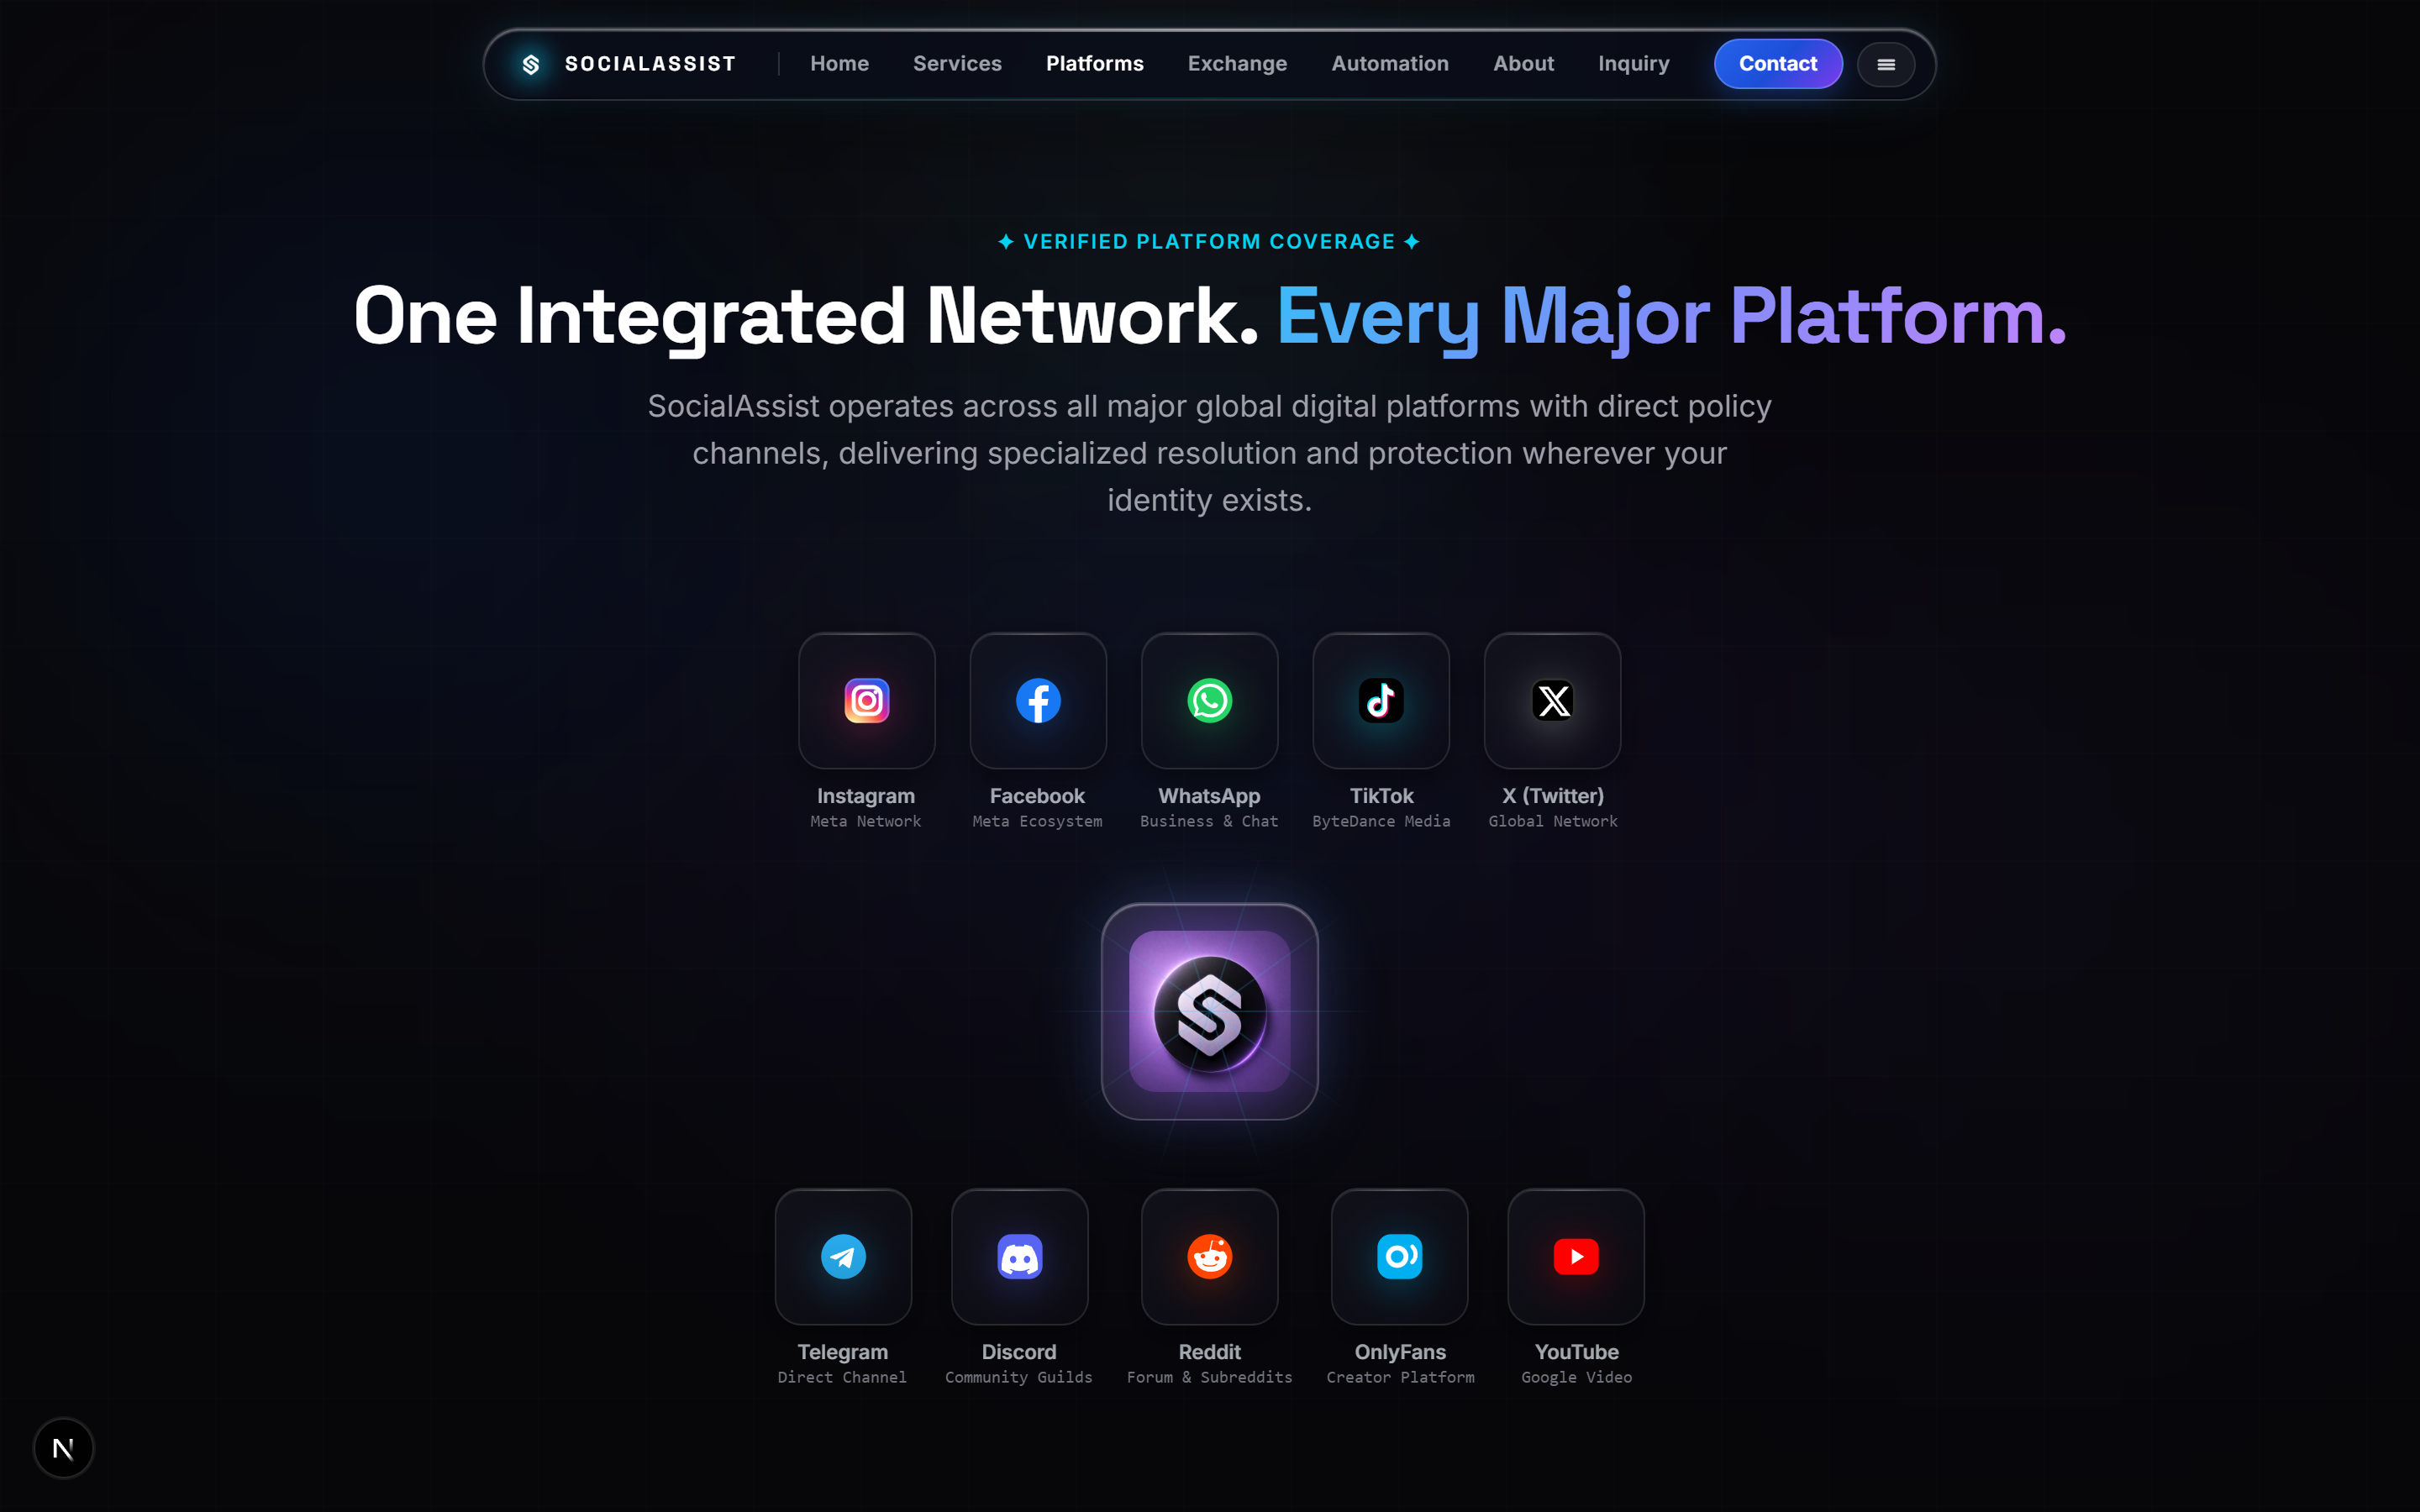 SOCIALASSIST Home Services Platforms Exchange Automation About Inquiry Contact
✦ VERIFIED PLATFORM COVERAGE ✦
One Integrated Network. Every Major Platform.
SocialAssist operates across all major global digital platforms with direct policy
channels, delivering specialized resolution and protection wherever your
identity exists.
Instagram Facebook WhatsApp TikTok X (Twitter)
Meta Network Meta Ecosystem Business & Chat ByteDance Media Global Network
Telegram Discord Reddit OnlyFans YouTube
Direct Channel Community Guilds Forum & Subreddits Creator Platform Google Video
N